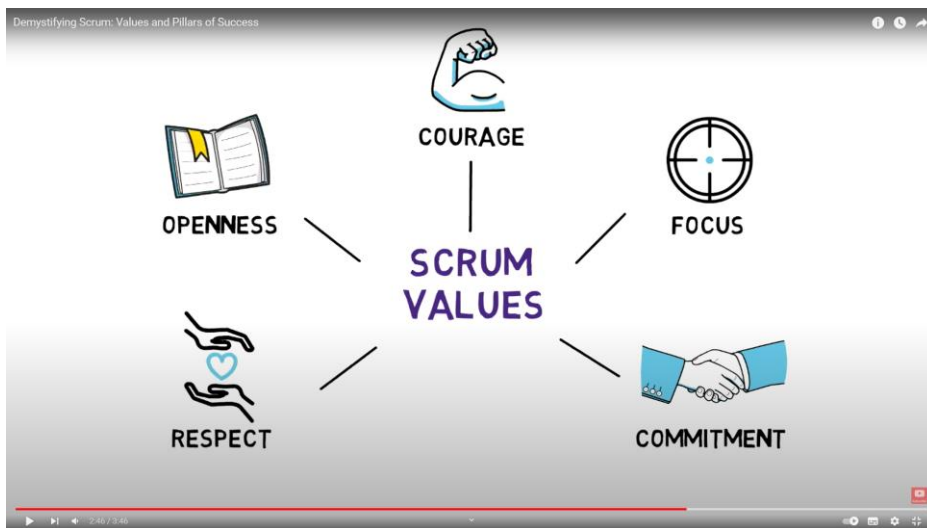 Demystifying Scrum: Values and Pillars of Success
COURAGE
OPENNESS
FOCUS
SCRUM
VALUES
RESPECT
COMMITMENT
2:46 / 3:46